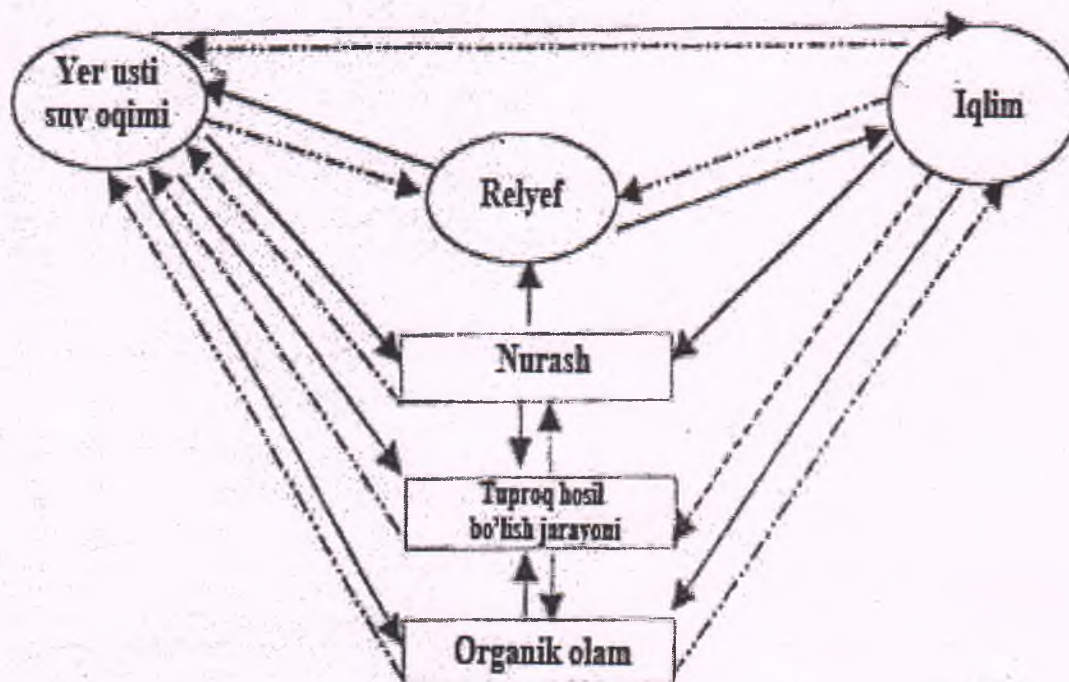 Yer usti
suv oqimi
Iqlim
Relyef
Nurash
Tuproq hosil
bo'lish jarayoni
Organik olam